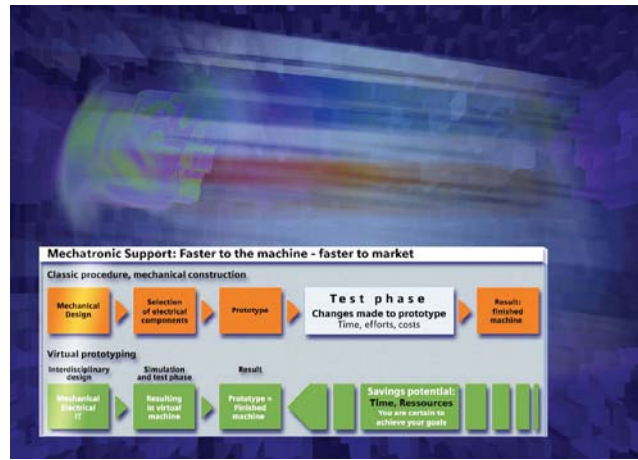 Mechatronic Support: Faster to the machine – faster to market
Classic procedure, mechanical construction
Mechanical
Design
Selection
of electrical
components
Prototype
Test phase
Changes made to prototype
Time, efforts, costs
Result:
finished
machine
Virtual prototyping
Interdisciplinary
design
Simulation
and test phase
Result
Mechanical
Electrical
IT
Resulting
in virtual
machine
Prototype =
Finished
machine
Savings potential:
Time, Ressources
You are certain to
achieve your goals